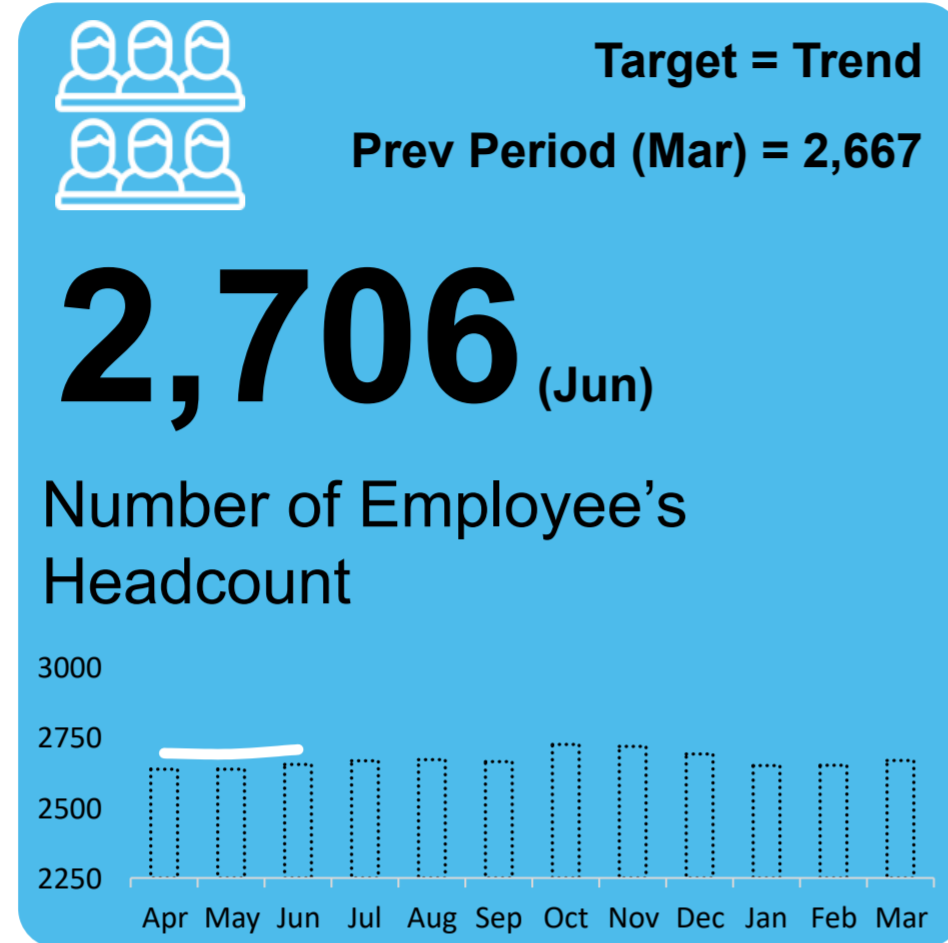 Target = Trend
Prev Period (Mar) = 2,667
2,706 (Jun)
Number of Employee’s
Headcount
3000
2750
2500
2250
Apr May Jun Jul Aug Sep Oct Nov Dec Jan Feb Mar